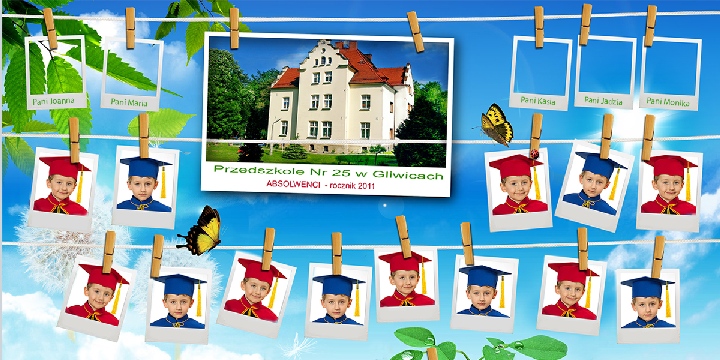 Pani Joanna
Pani Maria
Pani Kasia
Pani Jadzia
Pani Monika
Przedszkole Nr 25 w Gliwicach
ABSOLWENCI - rocznik 2011